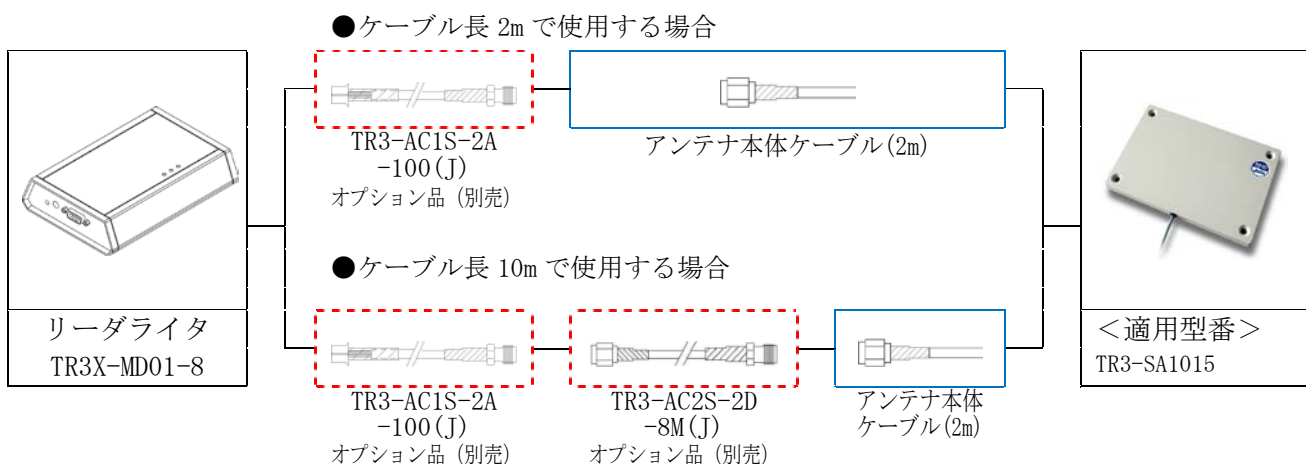 ●ケーブル長 2m で使用する場合
TR3-AC1S-2A
-100(J)
オプション品 (別売)
アンテナ本体ケーブル(2m)
●ケーブル長 10m で使用する場合
リーダライタ
TR3X-MD01-8
TR3-AC1S-2A
-100(J)
オプション品 (別売)
TR3-AC2S-2D
-8M(J)
オプション品 (別売)
アンテナ本体
ケーブル(2m)
＜適用型番＞
TR3-SA1015